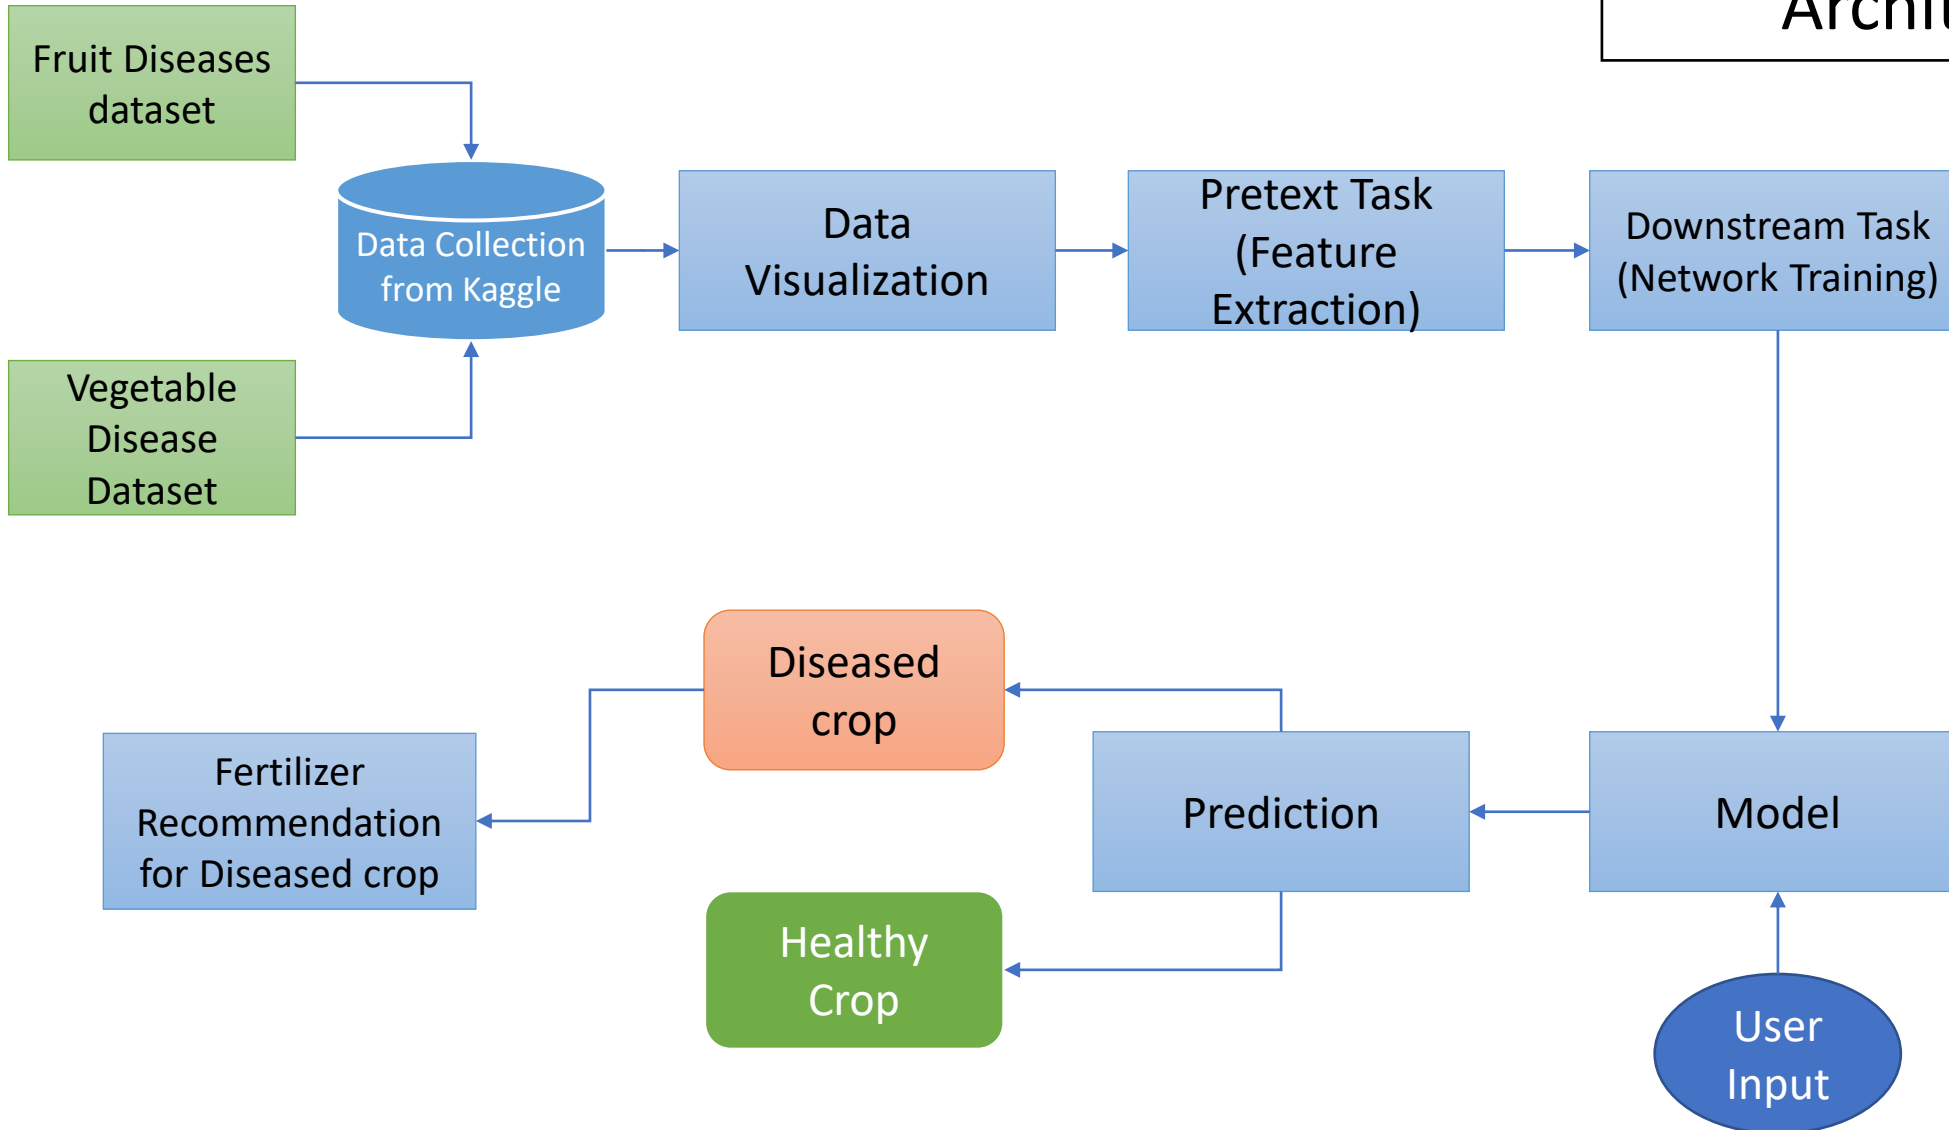 Fruit Diseases
dataset
Data Collection
from Kaggle
Data
Visualization
Pretext Task
(Feature
Extraction)
Downstream Task
(Network Training)
Vegetable
Disease
Dataset
Diseased
crop
Fertilizer
Recommendation
for Diseased crop
Prediction
Model
Healthy
Crop
User
Input